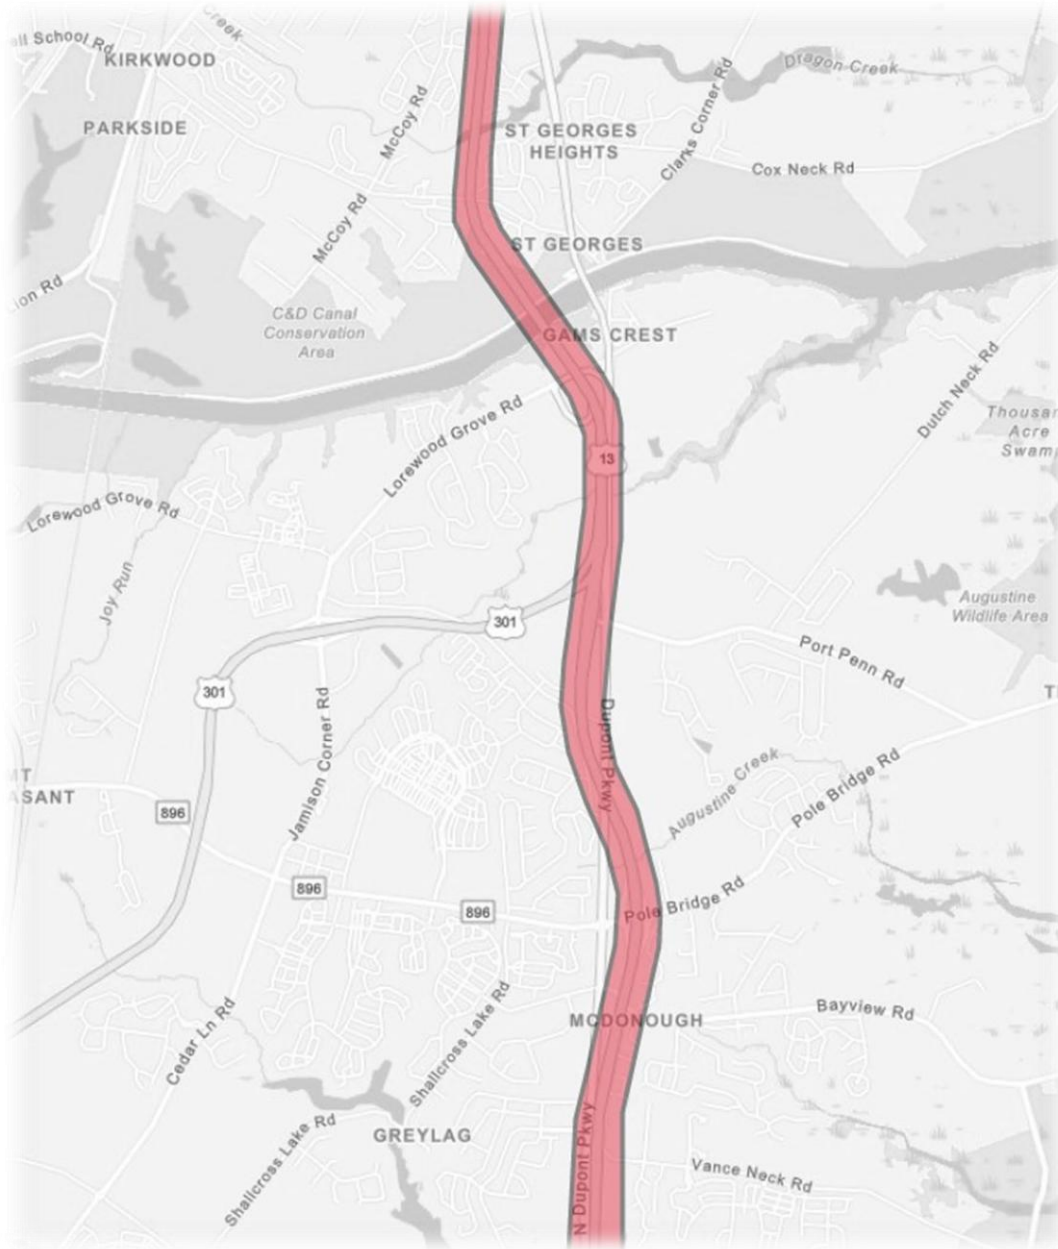 Creek
ell School Rd
KIRKWOOD
Dragon Creek
McCoy Rd
PARKSIDE
ST GEORGES
HEIGHTS
Clarks Corner Rd
Cox Neck Rd
McCoy Rd
ST GEORGES
Lion Rd
C&D Canal
Conservation
Area
GAMS CREST
Dutch Neck Rd
Lorewood Grove Rd
Thousan
Acre
Swam
13
Lorewood Grove Rd
Joy Run
Augustine
Wildlife Area
301
Port Penn Rd
301
Jamison Corner Rd
Dupont Pkwy
T
MT
ASANT
Augustine Creek
Pole Bridge Rd
896
896
896
Pole Bridge Rd
Cedar Ln Rd
Shallcross Lake Rd
MCDONOUGH
Bayview Rd
Shallcross Lake Rd
GREYLAG
N Dupont Pkwy
Vance Neck Rd